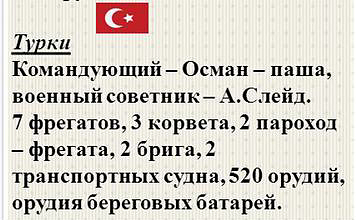 Турки
Командующий – Осман – паша,
военный советник – А.Слейд.
7 фрегатов, 3 корвета, 2 пароход
– фрегата, 2 брига, 2
транспортных судна, 520 орудий,
орудия береговых батарей.